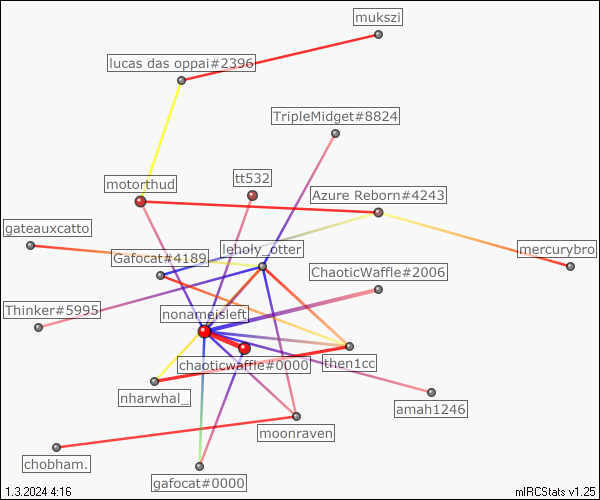 mukszi
lucas das oppai#2396
TripleMidget#8824
motorthud
tt532
Azure Reborn#4243
gateauxcatto
leholy_otter
mercurybro
Gafocat#4189
ChaoticWaffle#2006
Thinker#5995
nonameisleft
chaoticwaffle#0000
then1cc
nharwhal_
amah1246
moonraven
chobham.
gafocat#0000
1.3.2024 4:16
mIRCStats v1.25